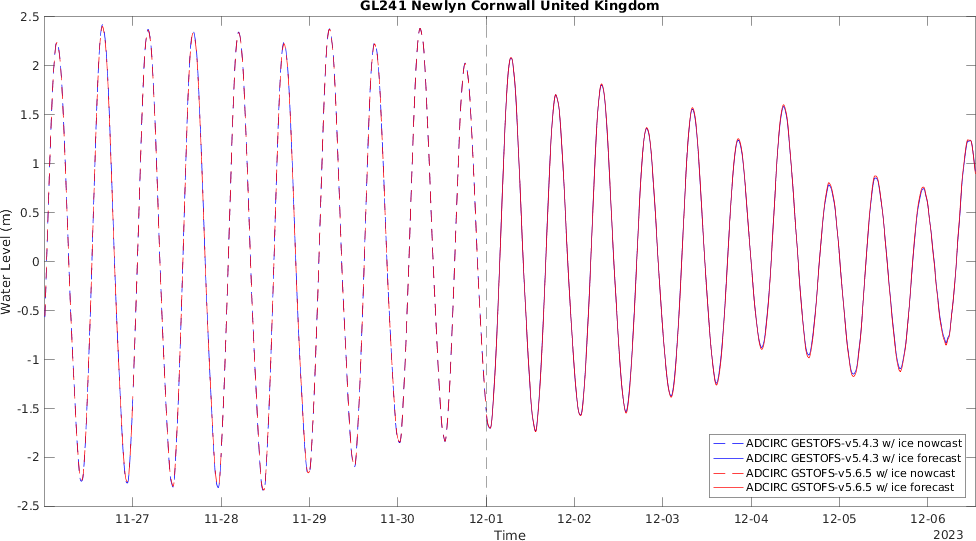 GL241 Newlyn Cornwall United Kingdom
2.5
2
1.5
1
0.5
0
-0.5
-1
-1.5
-2
-2.5
Water Level (m)
ADCIRC GESTOFS-v5.4.3 w/ ice nowcast
ADCIRC GESTOFS-v5.4.3 w/ ice forecast
ADCIRC GSTOFS-v5.6.5 w/ ice nowcast
ADCIRC GSTOFS-v5.6.5 w/ ice forecast
11-27 11-28 11-29 11-30 12-01 12-02 12-03 12-04 12-05 12-06
Time
2023